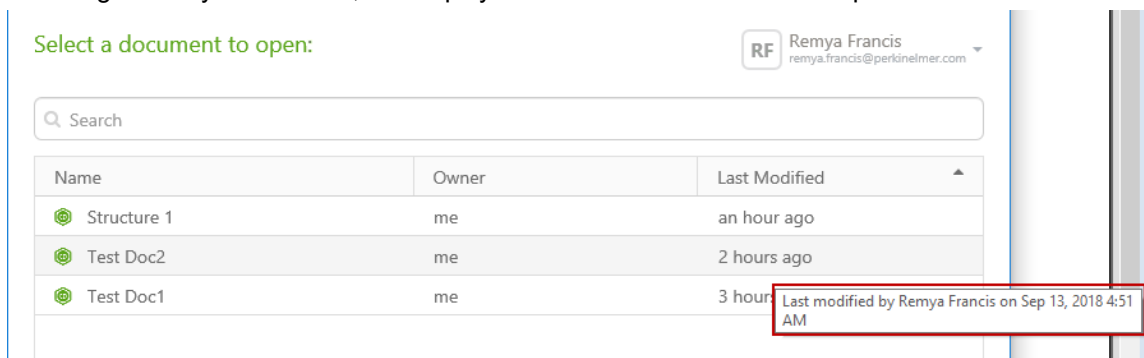 Select a document to open:
RF Remya Francis
remya.francis@perkinelmer.com
Search
Name Owner Last Modified
Structure 1 me an hour ago
Test Doc2 me 2 hours ago
Test Doc1 me 3 hour
Last modified by Remya Francis on Sep 13, 2018 4:51
AM